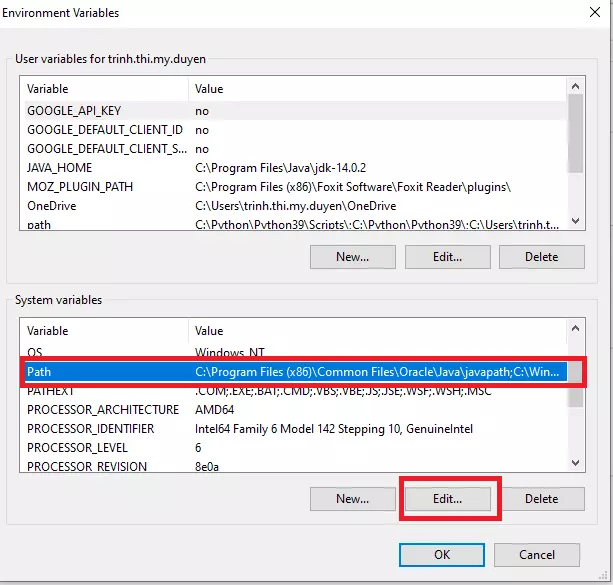 Environment Variables
User variables for trinh.thi.my.duyen
Variable Value
GOOGLE_API_KEY no
GOOGLE_DEFAULT_CLIENT_ID no
GOOGLE_DEFAULT_CLIENT_S... no
JAVA_HOME C:\Program Files\Java\jdk-14.0.2
MOZ_PLUGIN_PATH C:\Program Files (x86)\Foxit Software\Foxit Reader\plugins\
OneDrive C:\Users\trinh.thi.my.duyen\OneDrive
path C:\Python\Python39\Scripts\;C:\Python\Python39\;C:\Users\trinh.t...
New... Edit... Delete
System variables
Variable Value
OS Windows_NT
Path C:\Program Files (x86)\Common Files\Oracle\Java\javapath;C:\Win...
PATHEXT .COM;.EXE;.BAT;.CMD;.VBS;.VBE;.JS;.JSE;.WSF;.WSH;.MSC
PROCESSOR_ARCHITECTURE AMD64
PROCESSOR_IDENTIFIER Intel64 Family 6 Model 142 Stepping 10, GenuineIntel
PROCESSOR_LEVEL 6
PROCESSOR_REVISION 8e0a
New... Edit... Delete
OK Cancel